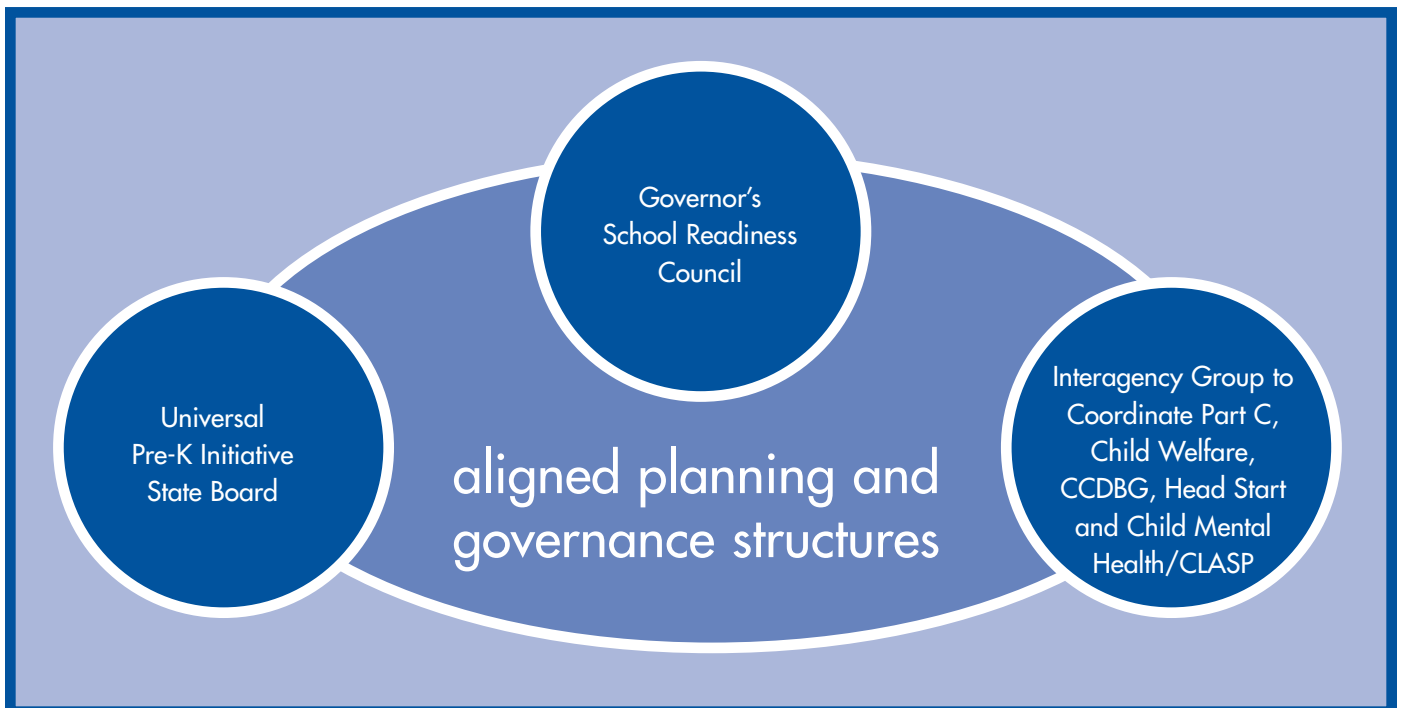 Governor’s
School Readiness
Council
Universal
Pre-K Initiative
State Board
aligned planning and
governance structures
Interagency Group to
Coordinate Part C,
Child Welfare,
CCDBG, Head Start
and Child Mental
Health/CLASP